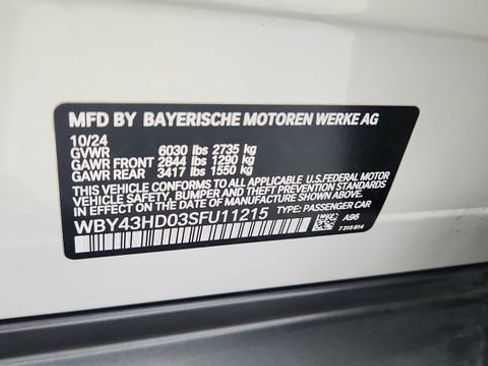 MFD BY BAYERISCHE MOTOREN WERKE AG
10/24
GVWR 6030 lbs 2735 kg
GAWR FRONT 2844 lbs 1290 kg
GAWR REAR 3417 lbs 1550 kg
THIS VEHICLE CONFORMS TO ALL APPLICABLE U.S. FEDERAL MOTOR
VEHICLE SAFETY, BUMPER, AND THEFT PREVENTION STANDARDS
IN EFFECT ON THE DATE OF MANUFACTURE SHOWN ABOVE.
WBY43HD03SFU11215 TYPE: PASSENGER CAR
A96